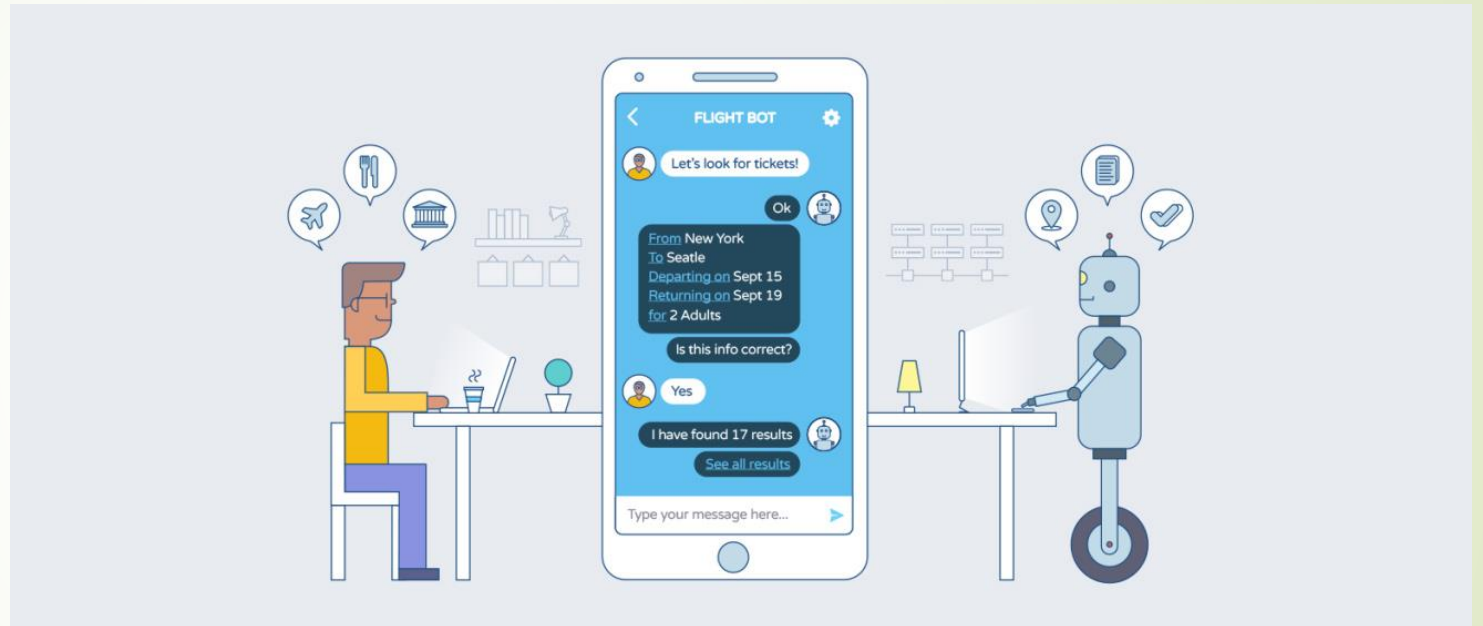 FLIGHT BOT
Let's look for tickets!
Ok
From New York
To Seatle
Departing on Sept 15
Returning on Sept 19
for 2 Adults
Is this info correct?
Yes
I have found 17 results
See all results
Type your message here...